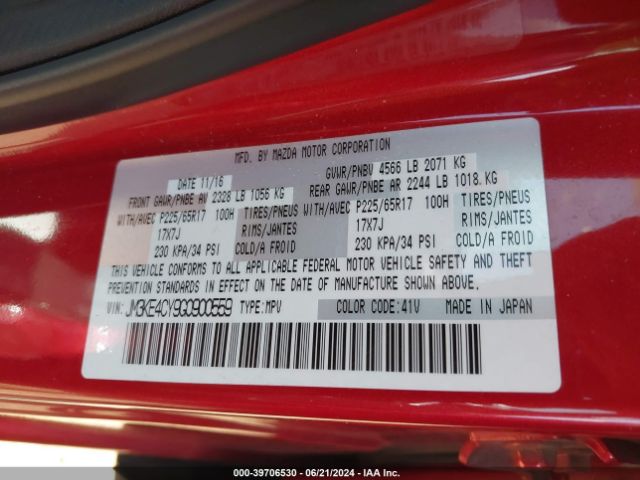 MFD. BY MAZDA MOTOR CORPORATION
DATE 11/16 GVWR/PNBV 4566 LB 2071 KG
FRONT GAWR/PNBE AV 2328 LB 1056 KG REAR GAWR/PNBE AR 2244 LB 1018 KG
WITH/AVEC P225/65R17 100H TIRES/PNEUS WITH/AVEC P225/65R17 100H TIRES/PNEUS
17X7J RIMS/JANTES 17X7J RIMS/JANTES
230 KPA/34 PSI COLD/A FROID 230 KPA/34 PSI COLD/A FROID
THIS VEHICLE CONFORMS TO ALL APPLICABLE FEDERAL MOTOR VEHICLE SAFETY AND THEFT
PREVENTION STANDARDS IN EFFECT ON THE DATE OF MANUFACTURE SHOWN ABOVE.
VIN: JM3KE4CY9G0900559 TYPE:MPV COLOR CODE:41V MADE IN JAPAN
000-39706530 - 06/21/2024 - IAA Inc.